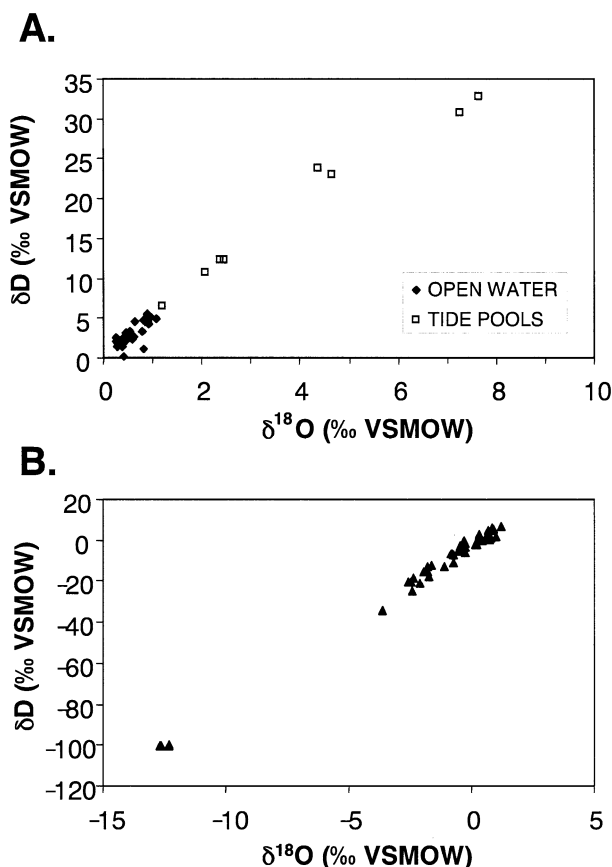 A.
δD (‰ VSMOW)
35
30
25
20
15
10
5
0
◆ OPEN WATER
□ TIDE POOLS
0 2 4 6 8 10
δ¹⁸O (‰ VSMOW)
B.
δD (‰ VSMOW)
20
0
−20
−40
−60
−80
−100
−120
−15 −10 −5 0 5
δ¹⁸O (‰ VSMOW)